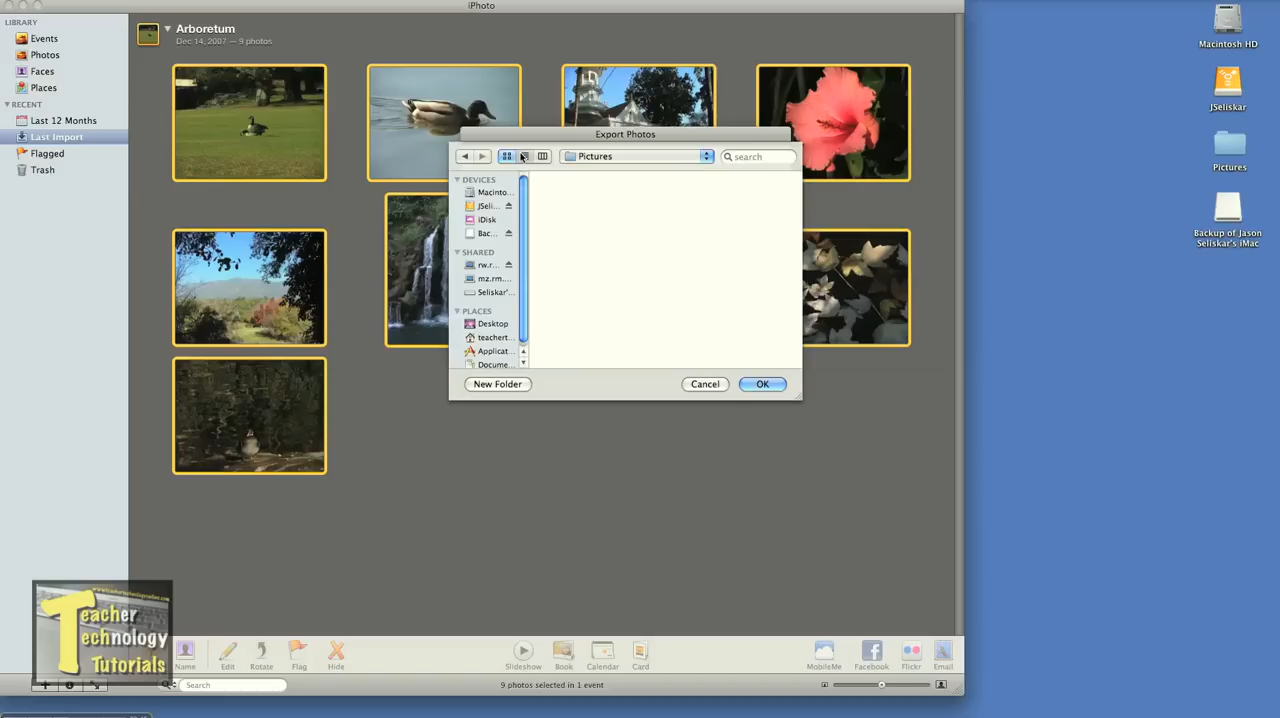 iPhoto
LIBRARY
Events
Photos
Faces
Places
RECENT
Last 12 Months
Last Import
Flagged
Trash
Arboretum
Dec 14, 2007 — 9 photos
Export Photos
Pictures
search
DEVICES
Macinto...
JSeli...
iDisk
Bac...
SHARED
rw.r...
mz.rm....
Seliskar'...
PLACES
Desktop
teachert...
Applicat...
Docume...
New Folder
Cancel
OK
Macintosh HD
JSeliskar
Pictures
Backup of Jason
Seliskar's iMac
Teacher
Technology
Tutorials
Name
Edit
Rotate
Flag
Hide
Slideshow
Book
Calendar
Card
MobileMe
Facebook
Flickr
Email
Search
9 photos selected in 1 event